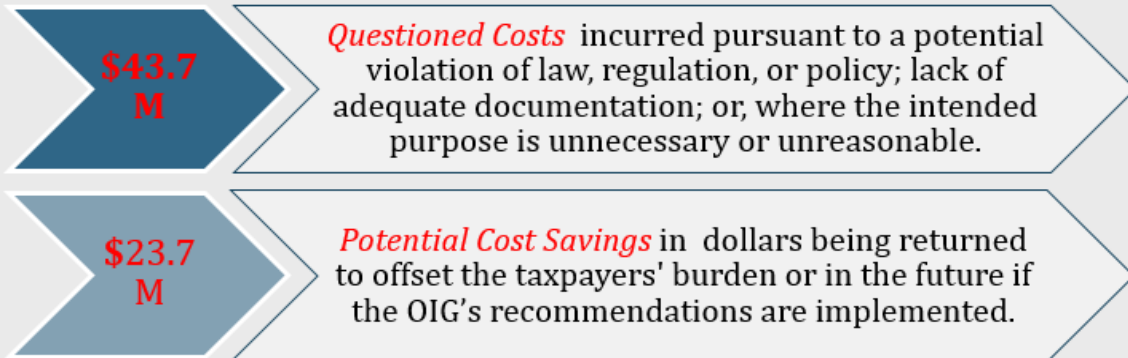 $43.7
M
Questioned Costs incurred pursuant to a potential
violation of law, regulation, or policy; lack of
adequate documentation; or, where the intended
purpose is unnecessary or unreasonable.
$23.7
M
Potential Cost Savings in dollars being returned
to offset the taxpayers' burden or in the future if
the OIG’s recommendations are implemented.